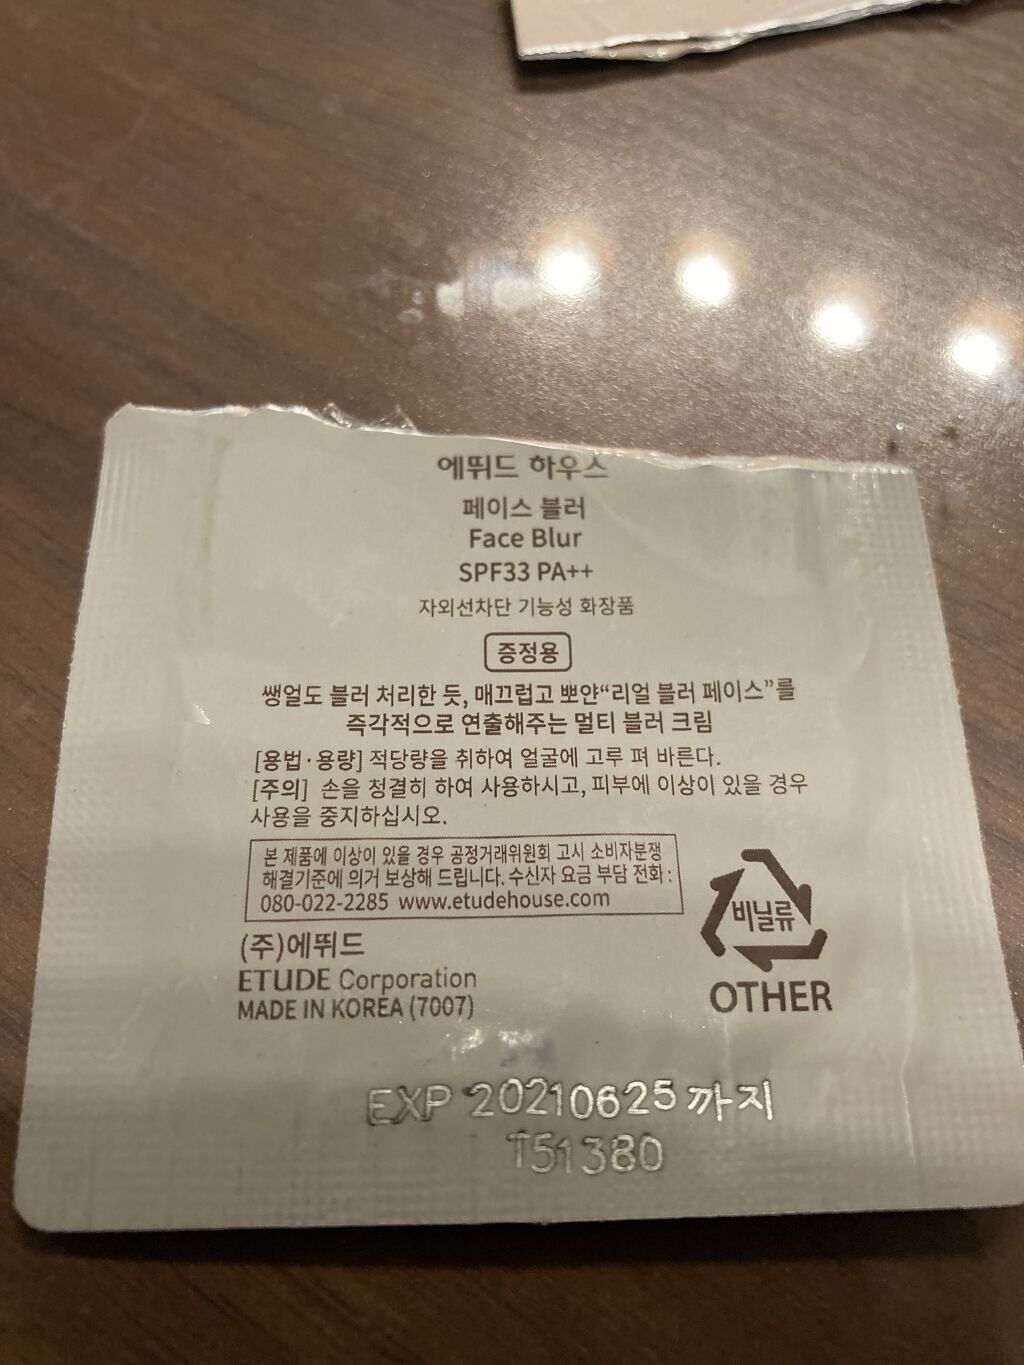 에뛰드 하우스
페이스 블러
Face Blur
SPF33 PA++
자외선차단 기능성 화장품
증정용
쌩얼도 블러 처리한 듯, 매끄럽고 뽀얀“리얼 블러 페이스”를
즉각적으로 연출해주는 멀티 블러 크림
[용법·용량] 적당량을 취하여 얼굴에 고루 펴 바른다.
[주의] 손을 청결히 하여 사용하시고, 피부에 이상이 있을 경우
사용을 중지하십시오.
본 제품에 이상이 있을 경우 공정거래위원회 고시 소비자분쟁
해결기준에 의거 보상해 드립니다. 수신자 요금 부담 전화 :
080-022-2285 www.etudehouse.com
비닐류
OTHER
(주)에뛰드
ETUDE Corporation
MADE IN KOREA (7007)
EXP 20210625까지
T51380